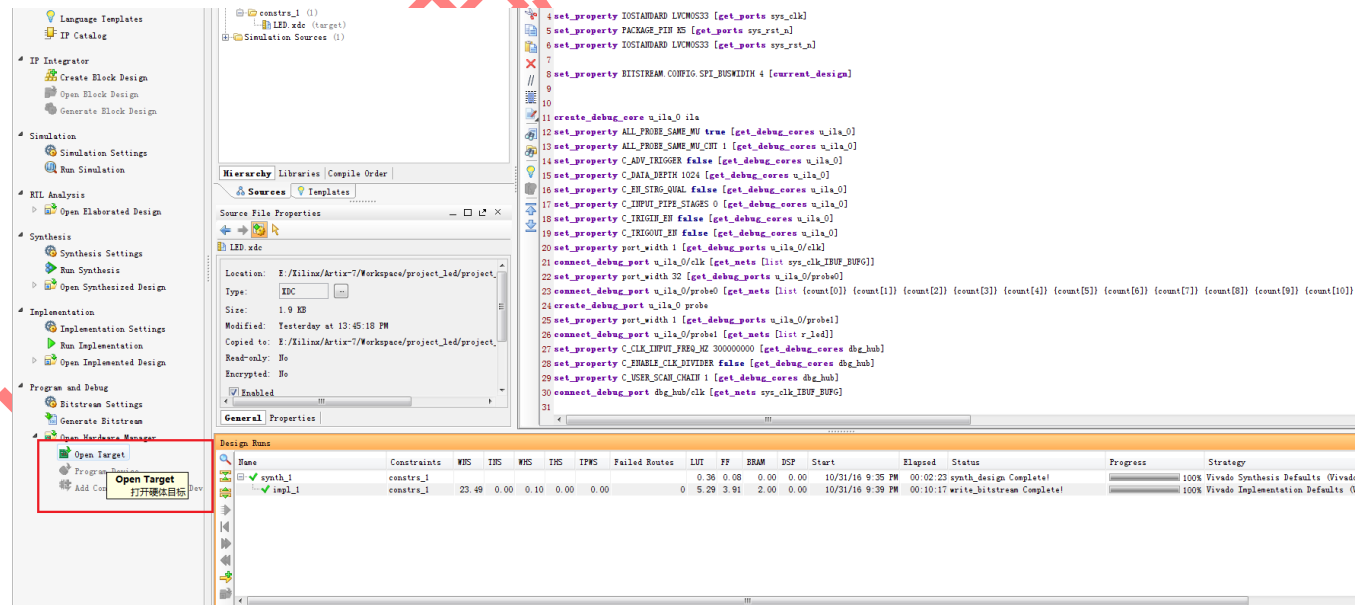 Language Templates
IP Catalog
IP Integrator
Create Block Design
Open Block Design
Generate Block Design
Simulation
Simulation Settings
Run Simulation
RTL Analysis
Open Elaborated Design
Synthesis
Synthesis Settings
Run Synthesis
Open Synthesized Design
Implementation
Implementation Settings
Run Implementation
Open Implemented Design
Program and Debug
Bitstream Settings
Generate Bitstream
Open Hardware Manager
Open Target
Program Device
Add Con Dev
Open Target
打开硬体目标
constrs_1 (1)
LED.xdc (target)
Simulation Sources (1)
Hierarchy Libraries Compile Order
Sources Templates
Source File Properties
LED.xdc
Location: E:/Xilinx/Artix-7/Workspace/project_led/project_
Type: XDC
Size: 1.9 KB
Modified: Yesterday at 13:45:18 PM
Copied to: E:/Xilinx/Artix-7/Workspace/project_led/project_
Read-only: No
Encrypted: No
Enabled
General Properties
4 set_property IOSTANDARD LVCMOS33 [get_ports sys_clk]
5 set_property PACKAGE_PIN K5 [get_ports sys_rst_n]
6 set_property IOSTANDARD LVCMOS33 [get_ports sys_rst_n]
7
8 set_property BITSTREAM.CONFIG.SPI_BUSWIDTH 4 [current_design]
9
10
11 create_debug_core u_ila_0 ila
12 set_property ALL_PROBE_SAME_MU true [get_debug_cores u_ila_0]
13 set_property ALL_PROBE_SAME_MU_CNT 1 [get_debug_cores u_ila_0]
14 set_property C_ADV_TRIGGER false [get_debug_cores u_ila_0]
15 set_property C_DATA_DEPTH 1024 [get_debug_cores u_ila_0]
16 set_property C_EN_STRG_QUAL false [get_debug_cores u_ila_0]
17 set_property C_INPUT_PIPE_STAGES 0 [get_debug_cores u_ila_0]
18 set_property C_TRIGIN_EN false [get_debug_cores u_ila_0]
19 set_property C_TRIGOUT_EN false [get_debug_cores u_ila_0]
20 set_property port_width 1 [get_debug_ports u_ila_0/clk]
21 connect_debug_port u_ila_0/clk [get_nets [list sys_clk_IBUF_BUFG]]
22 set_property port_width 32 [get_debug_ports u_ila_0/probe0]
23 connect_debug_port u_ila_0/probe0 [get_nets [list {count[0]} {count[1]} {count[2]} {count[3]} {count[4]} {count[5]} {count[6]} {count[7]} {count[8]} {count[9]} {count[10]}
24 create_debug_port u_ila_0 probe
25 set_property port_width 1 [get_debug_ports u_ila_0/probe1]
26 connect_debug_port u_ila_0/probe1 [get_nets [list r_led]]
27 set_property C_CLK_INPUT_FREQ_HZ 300000000 [get_debug_cores dbg_hub]
28 set_property C_ENABLE_CLK_DIVIDER false [get_debug_cores dbg_hub]
29 set_property C_USER_SCAN_CHAIN 1 [get_debug_cores dbg_hub]
30 connect_debug_port dbg_hub/clk [get_nets sys_clk_IBUF_BUFG]
31
Design Runs
Name Constraints WNS TNS WHS THS TPWS Failed Routes LUT FF BRAM DSP Start Elapsed Status Progress Strategy
synth_1 constrs_1 0.36 0.08 0.00 0.00 10/31/16 9:35 PM 00:02:23 synth_design Complete! 100% Vivado Synthesis Defaults (Vivado
impl_1 constrs_1 23.49 0.00 0.10 0.00 0.00 0 5.29 3.91 2.00 0.00 10/31/16 9:39 PM 00:10:17 write_bitstream Complete! 100% Vivado Implementation Defaults (V